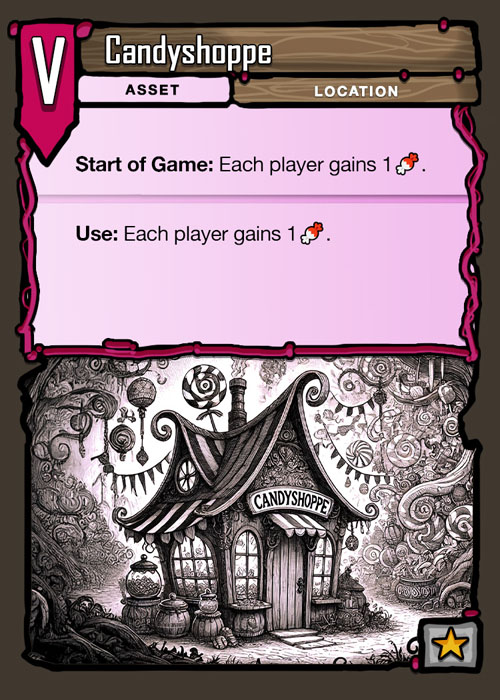 V
Candyshoppe
ASSET
LOCATION
Start of Game: Each player gains 1 .
Use: Each player gains 1 .
CANDYSHOPPE